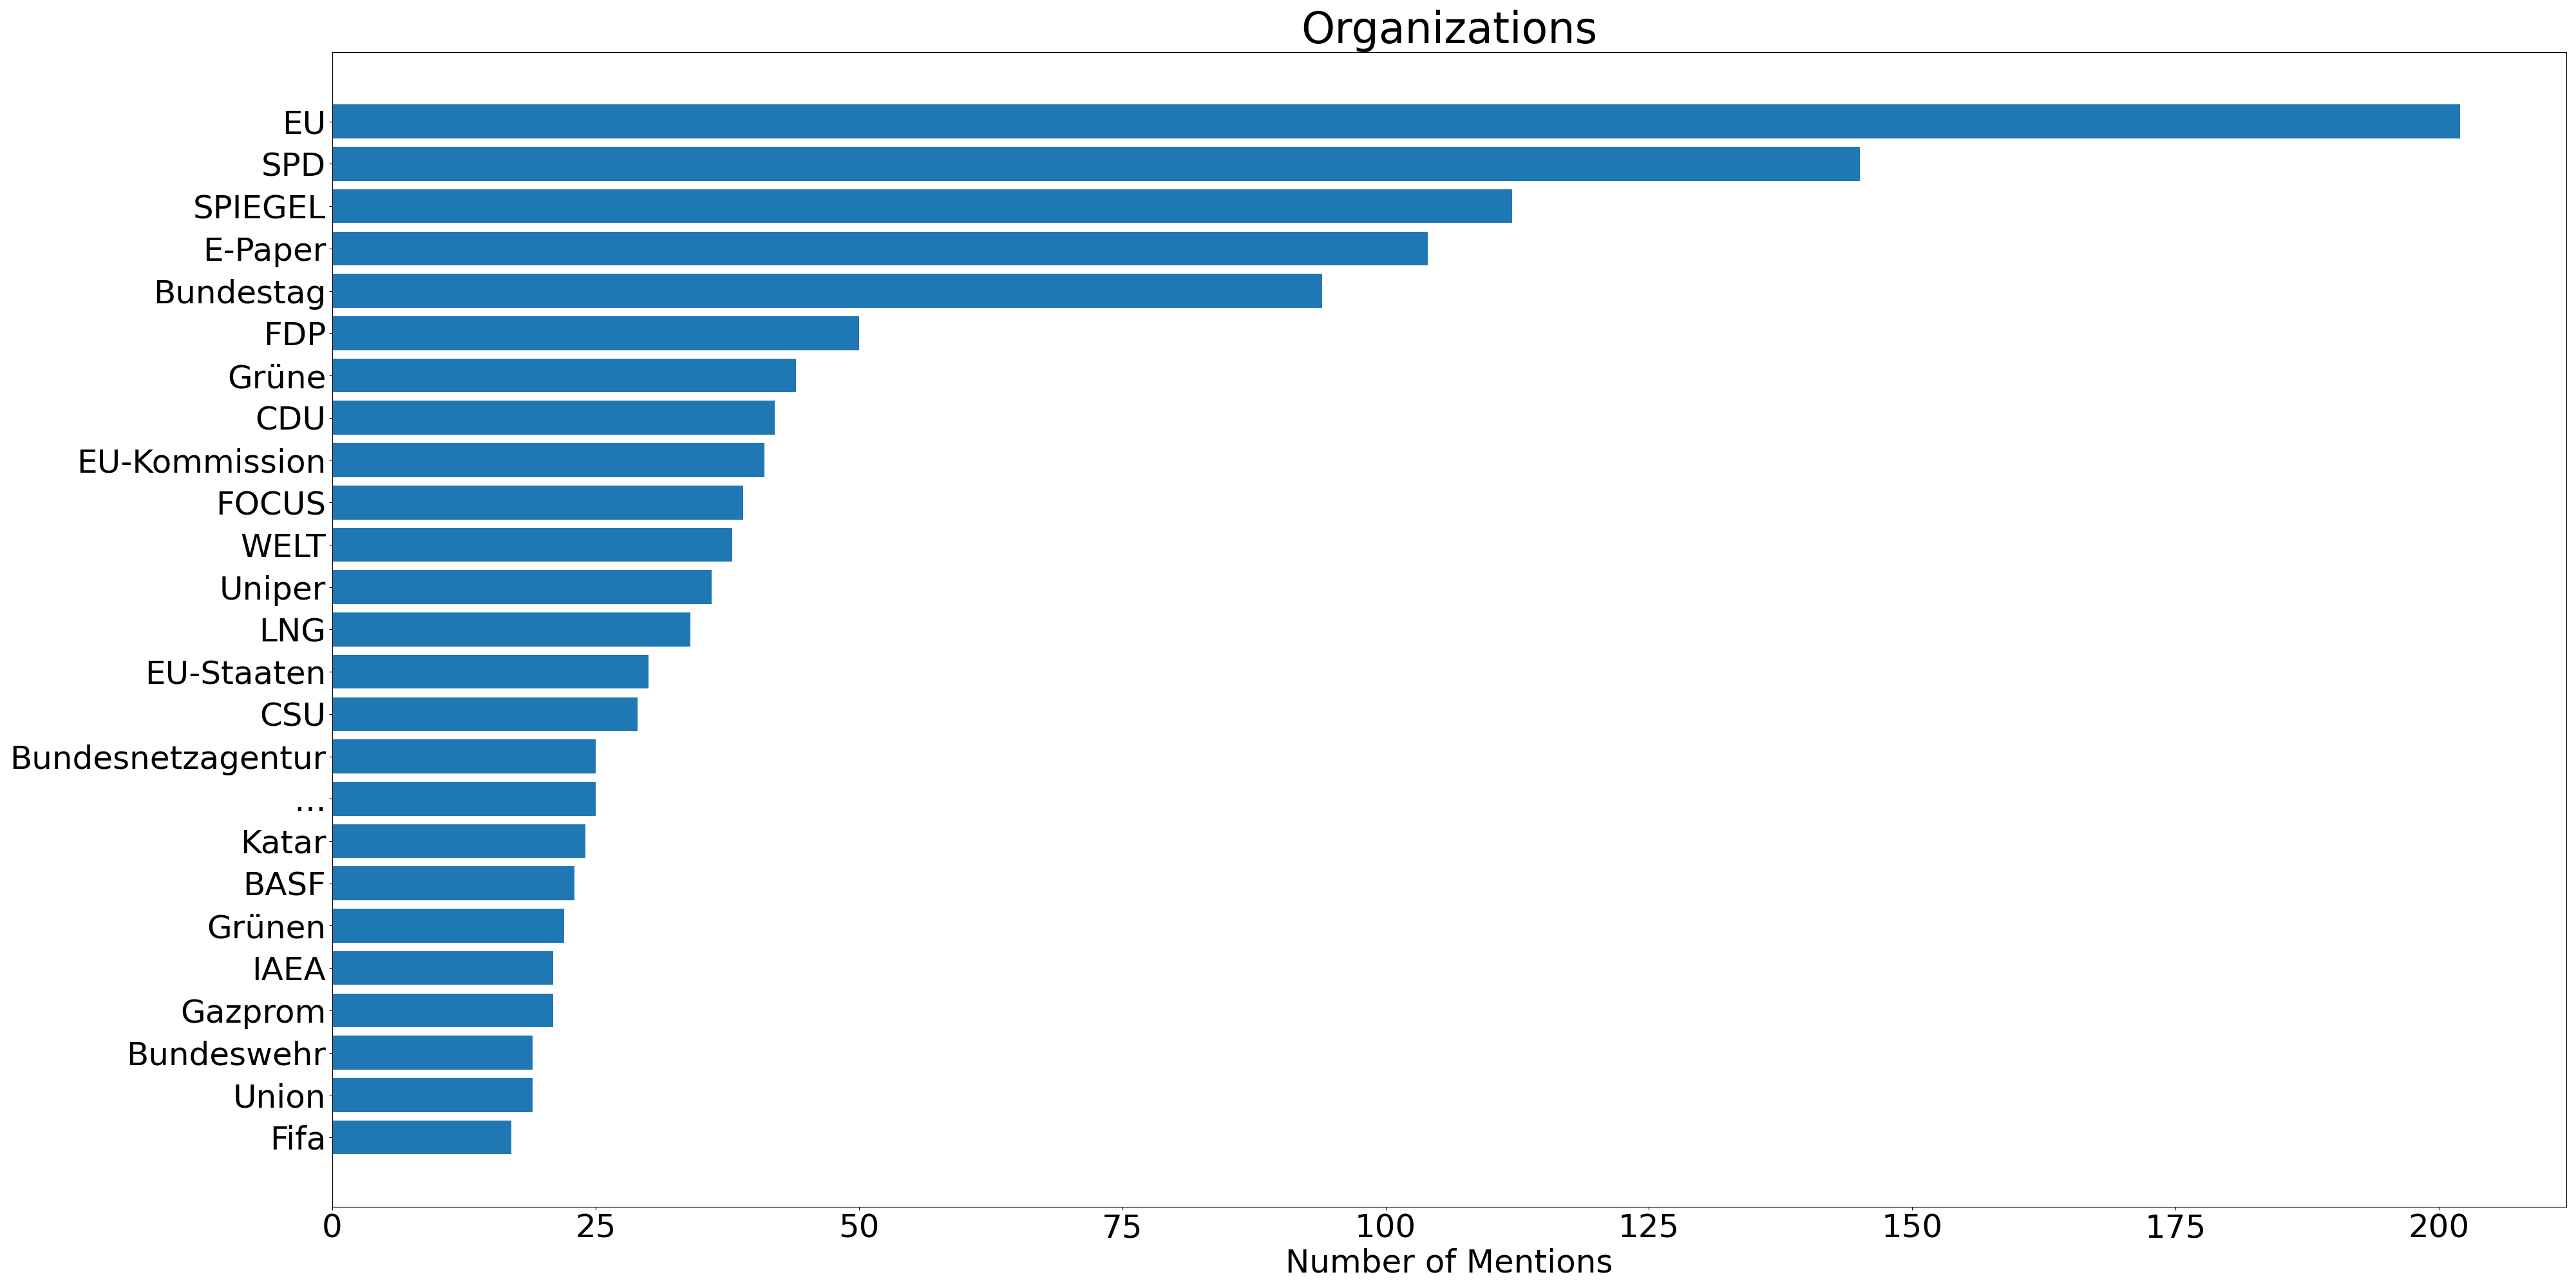 Organizations
EU
SPD
SPIEGEL
E-Paper
Bundestag
FDP
Grüne
CDU
EU-Kommission
FOCUS
WELT
Uniper
LNG
EU-Staaten
CSU
Bundesnetzagentur
...
Katar
BASF
Grünen
IAEA
Gazprom
Bundeswehr
Union
Fifa
0 25 50 75 100 125 150 175 200
Number of Mentions